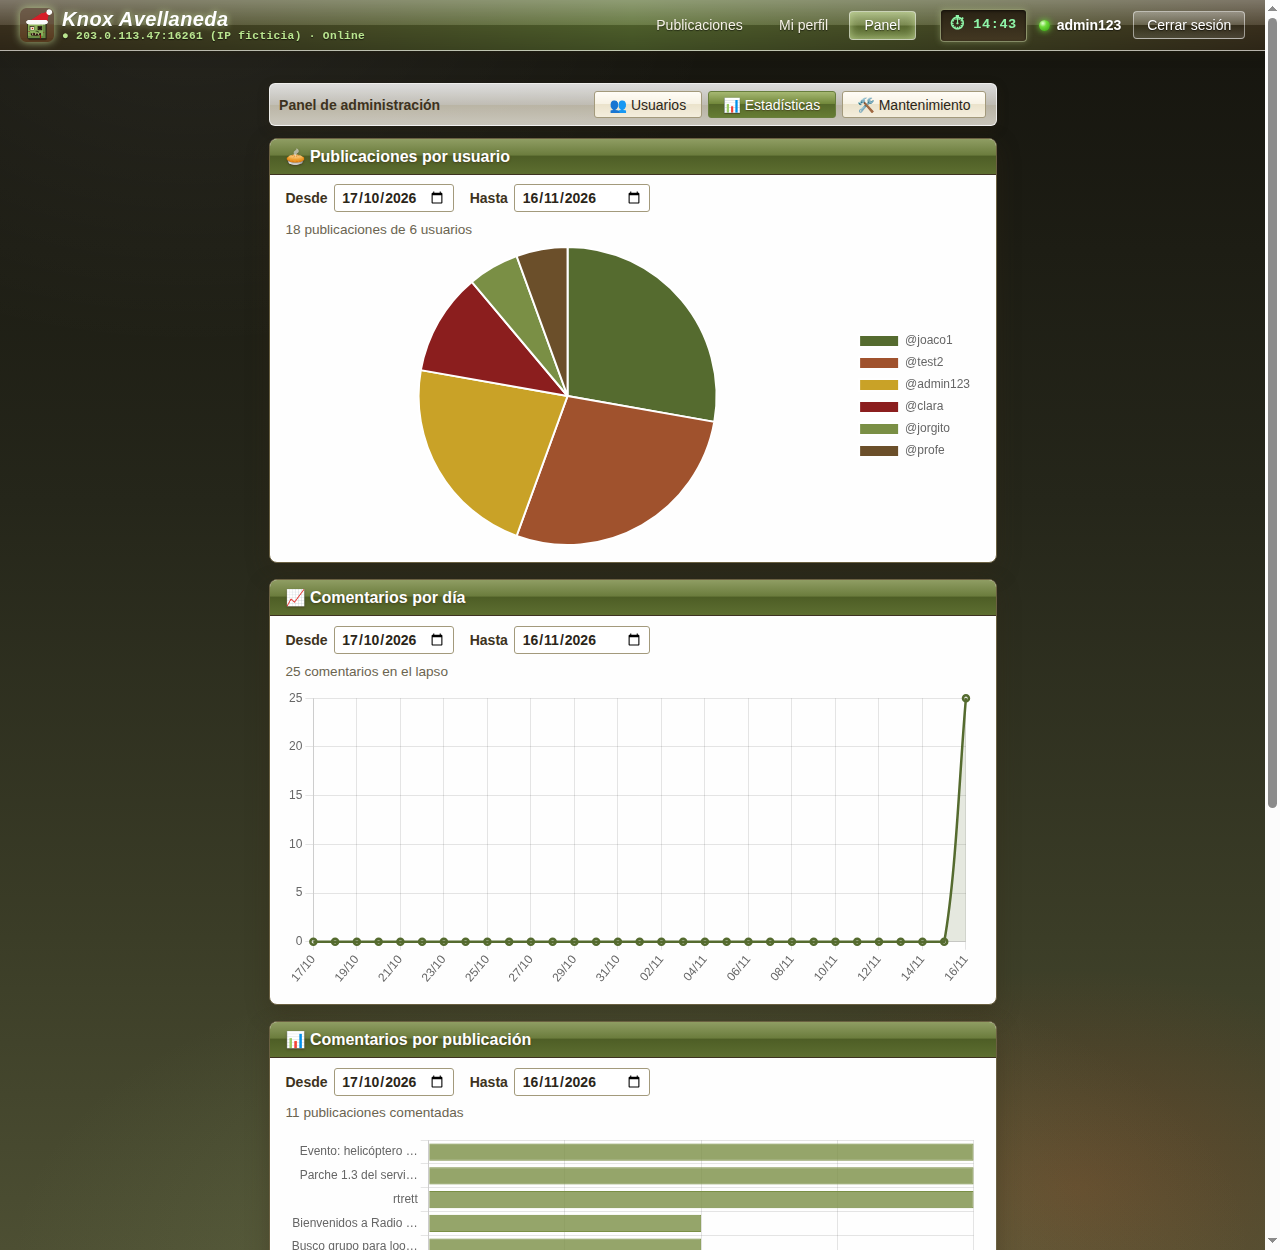 Knox Avellaneda
● 203.0.113.47:16261 (IP ficticia) · Online
Publicaciones
Mi perfil
Panel
⏱ 14:43
admin123
Cerrar sesión
Panel de administración
👥 Usuarios
📊 Estadísticas
🛠️ Mantenimiento
🥧 Publicaciones por usuario
Desde 17/10/2026 Hasta 16/11/2026
18 publicaciones de 6 usuarios
@joaco1
@test2
@admin123
@clara
@jorgito
@profe
📈 Comentarios por día
Desde 17/10/2026 Hasta 16/11/2026
25 comentarios en el lapso
25
20
15
10
5
0
17/10 19/10 21/10 23/10 25/10 27/10 29/10 31/10 02/11 04/11 06/11 08/11 10/11 12/11 14/11 16/11
📊 Comentarios por publicación
Desde 17/10/2026 Hasta 16/11/2026
11 publicaciones comentadas
Evento: helicóptero …
Parche 1.3 del servi…
rtrett
Bienvenidos a Radio …
Busco grupo para loo…